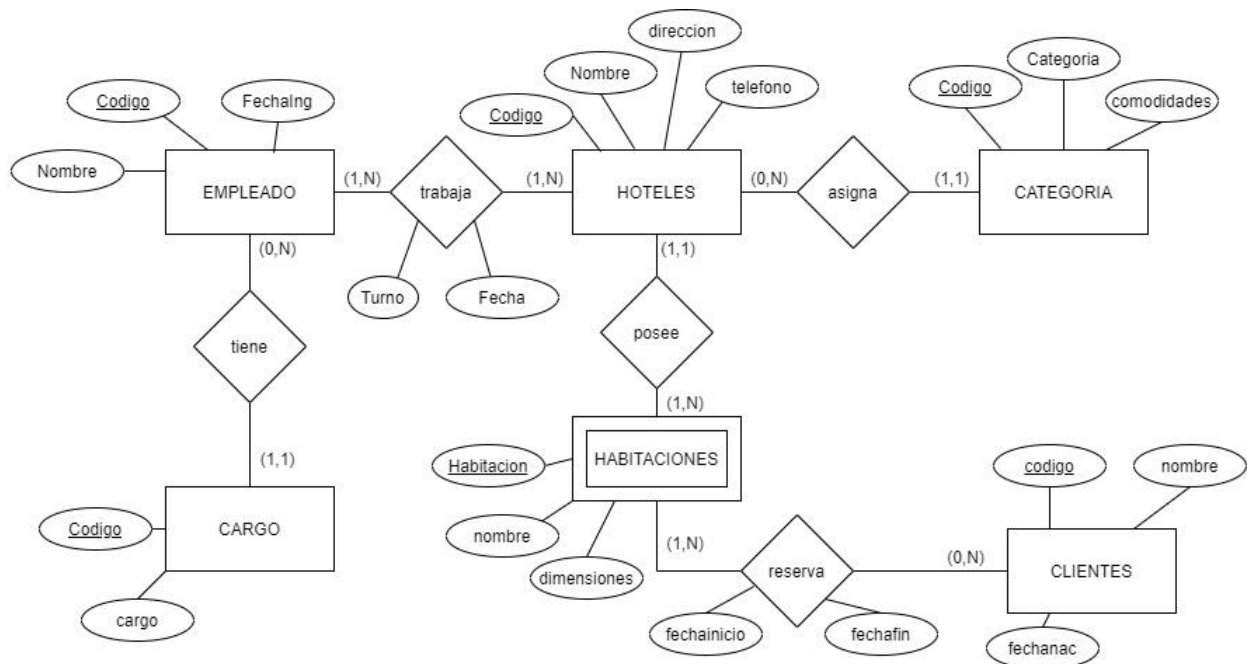 direccion
Categoria
Nombre
Codigo
FechaIng
telefono
Codigo
comodidades
Codigo
Nombre
EMPLEADO
(1,N)
trabaja
(1,N)
HOTELES
(0,N)
asigna
(1,1)
CATEGORIA
(0,N)
(1,1)
Turno
Fecha
tiene
posee
(1,N)
(1,1)
Habitacion
HABITACIONES
codigo
nombre
Codigo
CARGO
nombre
(1,N)
reserva
(0,N)
CLIENTES
dimensiones
cargo
fechainicio
fechafin
fechanac